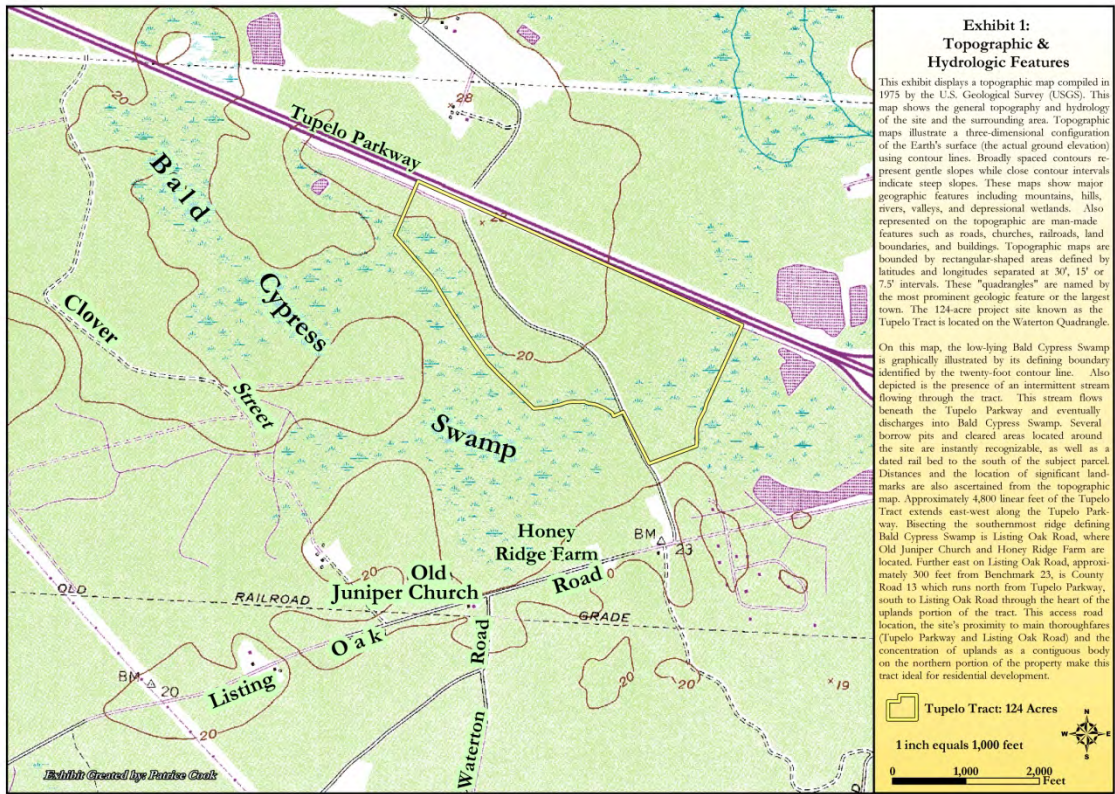 Exhibit 1:
Topographic &
Hydrologic Features
This exhibit displays a topographic map compiled in
1975 by the U.S. Geological Survey (USGS). This
map shows the general topography and hydrology
of the site and the surrounding area. Topographic
maps illustrate a three-dimensional configuration
of the Earth's surface (the actual ground elevation)
using contour lines. Broadly spaced contours re-
present gentle slopes while close contour intervals
indicate steep slopes. These maps show major
geographic features including mountains, hills,
rivers, valleys, and depressional wetlands. Also
represented on the topographic are man-made
features such as roads, churches, railroads, land
boundaries, and buildings. Topographic maps are
bounded by rectangular-shaped areas defined by
latitudes and longitudes separated at 30', 15' or
7.5' intervals. These "quadrangles" are named by
the most prominent geologic feature or the largest
town. The 124-acre project site known as the
Tupelo Tract is located on the Waterton Quadrangle.
On this map, the low-lying Bald Cypress Swamp
is graphically illustrated by its defining boundary
identified by the twenty-foot contour line. Also
depicted is the presence of an intermittent stream
flowing through the tract. This stream flows
beneath the Tupelo Parkway and eventually
discharges into Bald Cypress Swamp. Several
borrow pits and cleared areas located around
the site are instantly recognizable, as well as a
dated rail bed to the south of the subject parcel.
Distances and the location of significant land-
marks are also ascertained from the topographic
map. Approximately 4,800 linear feet of the Tupelo
Tract extends east-west along the Tupelo Park-
way. Bisecting the southernmost ridge defining
Bald Cypress Swamp is Listing Oak Road, where
Old Juniper Church and Honey Ridge Farm are
located. Further east on Listing Oak Road, approxi-
mately 300 feet from Benchmark 23, is County
Road 13 which runs north from Tupelo Parkway,
south to Listing Oak Road through the heart of the
uplands portion of the tract. This access road
location, the site's proximity to main thoroughfares
(Tupelo Parkway and Listing Oak Road) and the
concentration of uplands as a contiguous body
on the northern portion of the property make this
tract ideal for residential development.
Tupelo Tract: 124 Acres
1 inch equals 1,000 feet
N
W E
S
0 1,000 2,000
Feet
20
28
20
Tupelo Parkway
Bald
Cypress
Swamp
Clover
Street
20
Honey
Ridge Farm
BM
23
Old
Juniper Church
20
0
Road
OLD
RAILROAD
GRADE
Oak
Listing
BM
20
20
Road
Waterton
20
20
19
Exhibit Created by: Patrice Cook